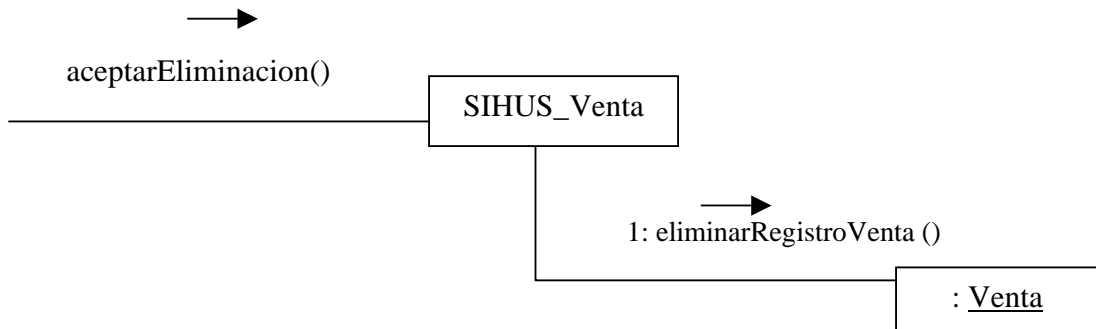 aceptarEliminacion()
SIHUS_Venta
1: eliminarRegistroVenta ()
: Venta